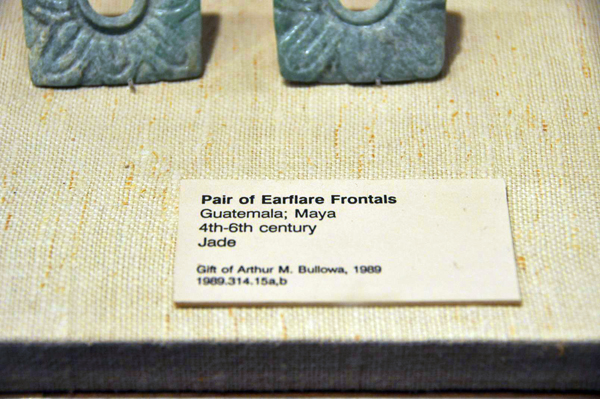 Pair of Earflare Frontals
Guatemala; Maya
4th-6th century
Jade
Gift of Arthur M. Bullowa, 1989
1989.314.15a,b